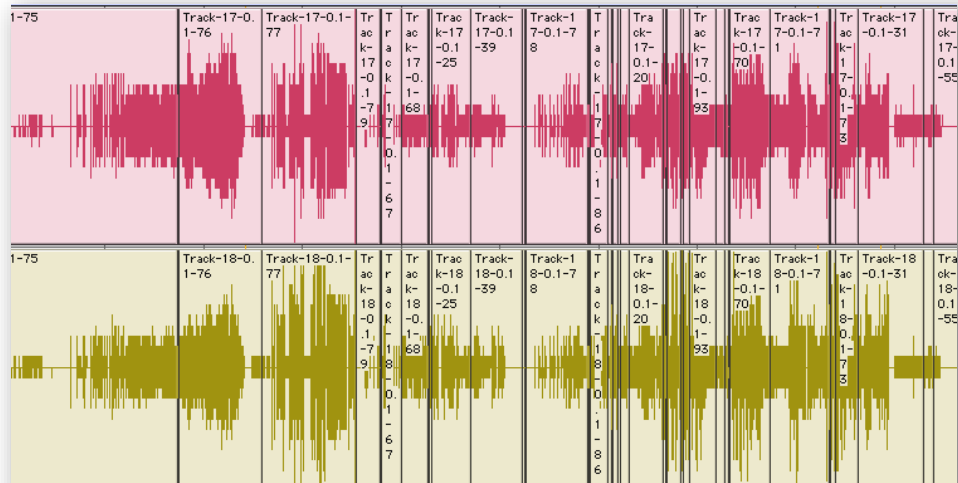 1-75
Track-17-0.
1-76
Track-17-0.1-
77
Tr
ac
k-
17
-0
.1
-7
9
T
r
a
c
k
-
1
7
-
0
.
1
-
6
7
Tr
ac
k-
17
-0.
1-
68
Trac
k-17
-0.1
-25
Track-
17-0.1
-39
Track-1
7-0.1-7
8
T
r
a
c
k
-
1
7
-
0
.
1
-
8
6
Tra
ck-
17-
0.1-
20
Tr
ac
k-
17
-0.
1-
93
Trac
k-17
-0.1-
70
Track-1
7-0.1-7
1
Tr
ac
k-
1
7-
0.
1-
7
3
Track-17
-0.1-31
Tra
ck-
17-
0.1
-55
1-75
Track-18-0.
1-76
Track-18-0.1-
77
Tr
ac
k-
18
-0
.1
-7
9
T
r
a
c
k
-
1
8
-
0
.
1
-
6
7
Tr
ac
k-
18
-0.
1-
68
Trac
k-18
-0.1
-25
Track-
18-0.1
-39
Track-1
8-0.1-7
8
T
r
a
c
k
-
1
8
-
0
.
1
-
8
6
Tra
ck-
18-
0.1-
20
Tr
ac
k-
18
-0.
1-
93
Trac
k-18
-0.1-
70
Track-1
8-0.1-7
1
Tr
ac
k-
1
8-
0.
1-
7
3
Track-18
-0.1-31
Tra
ck-
18-
0.1
-55